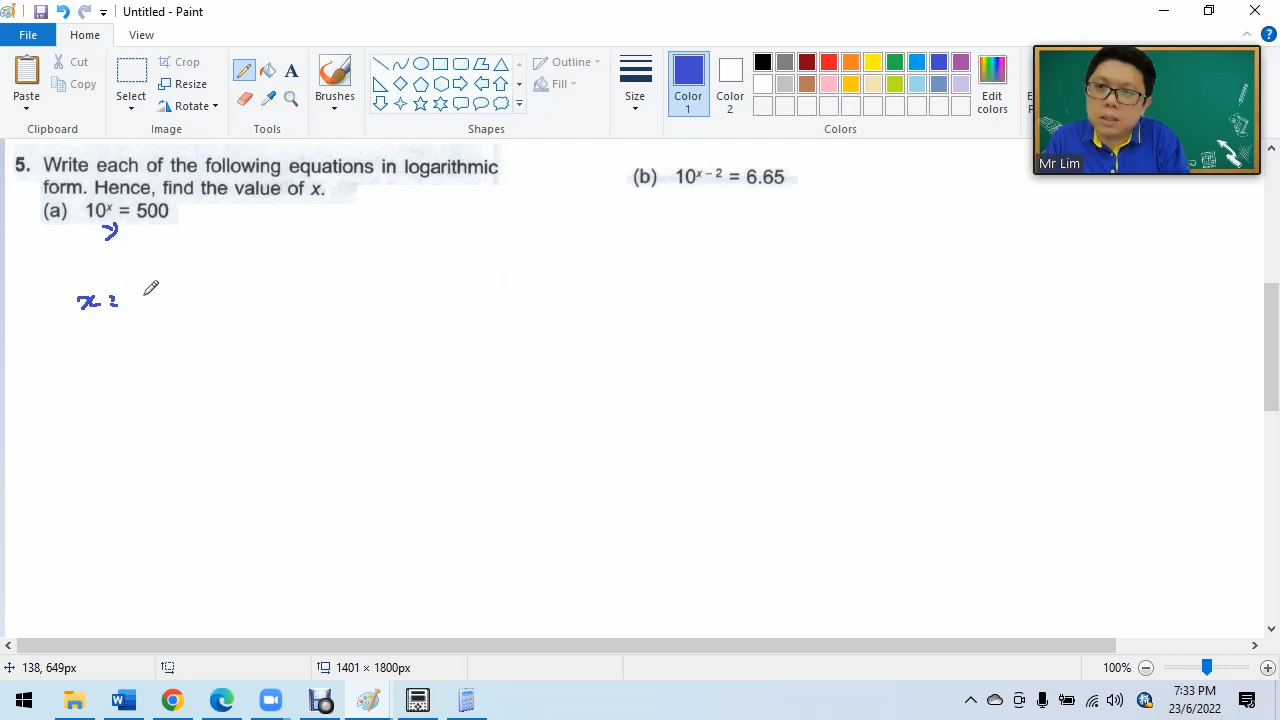 Untitled - Paint
File
Home
View
Paste
Cut
Copy
Clipboard
Select
Crop
Resize
Rotate
Image
Tools
Brushes
Shapes
Outline
Fill
Size
Color 1
Color 2
Colors
Edit colors
Mr Lim
5. Write each of the following equations in logarithmic
form. Hence, find the value of x.
(a) 10ˣ = 500
x =
(b) 10ˣ⁻² = 6.65
138, 649px
1401 × 1800px
100%
7:33 PM
23/6/2022